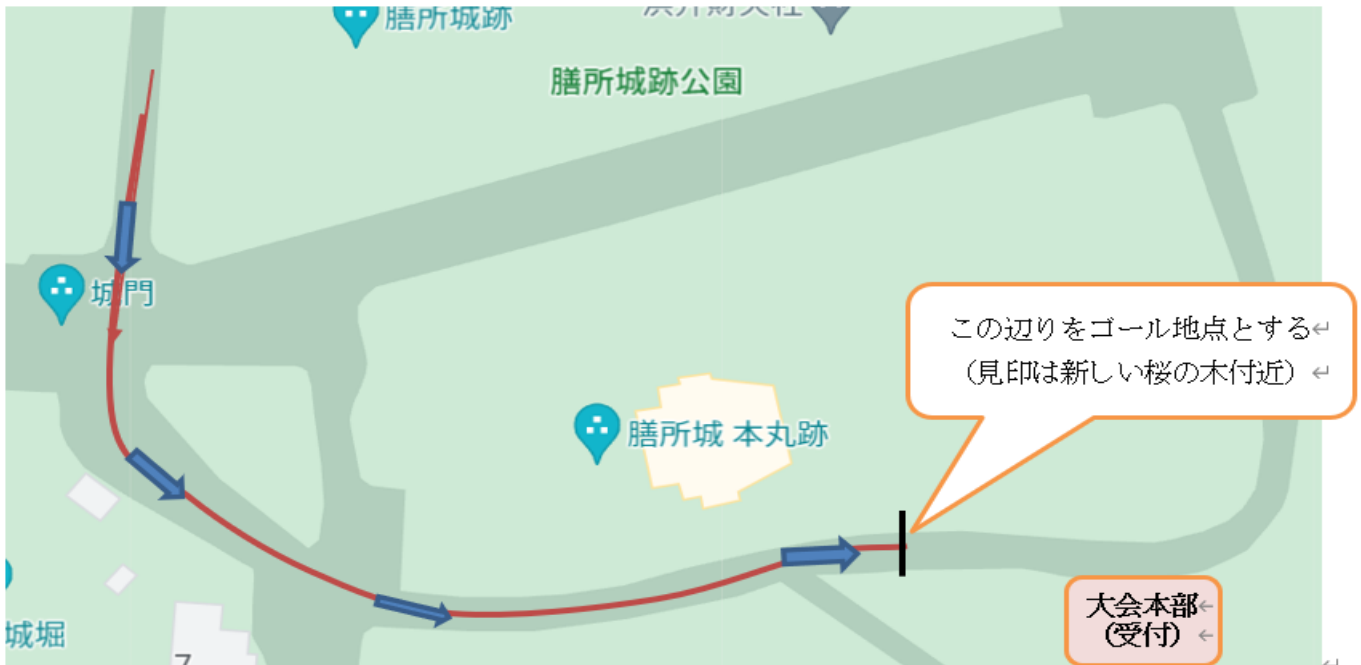 膳所城跡
膳所城跡公園
城門
この辺りをゴール地点とする
（見印は新しい桜の木付近）
膳所城 本丸跡
大会本部
（受付）
城堀
7